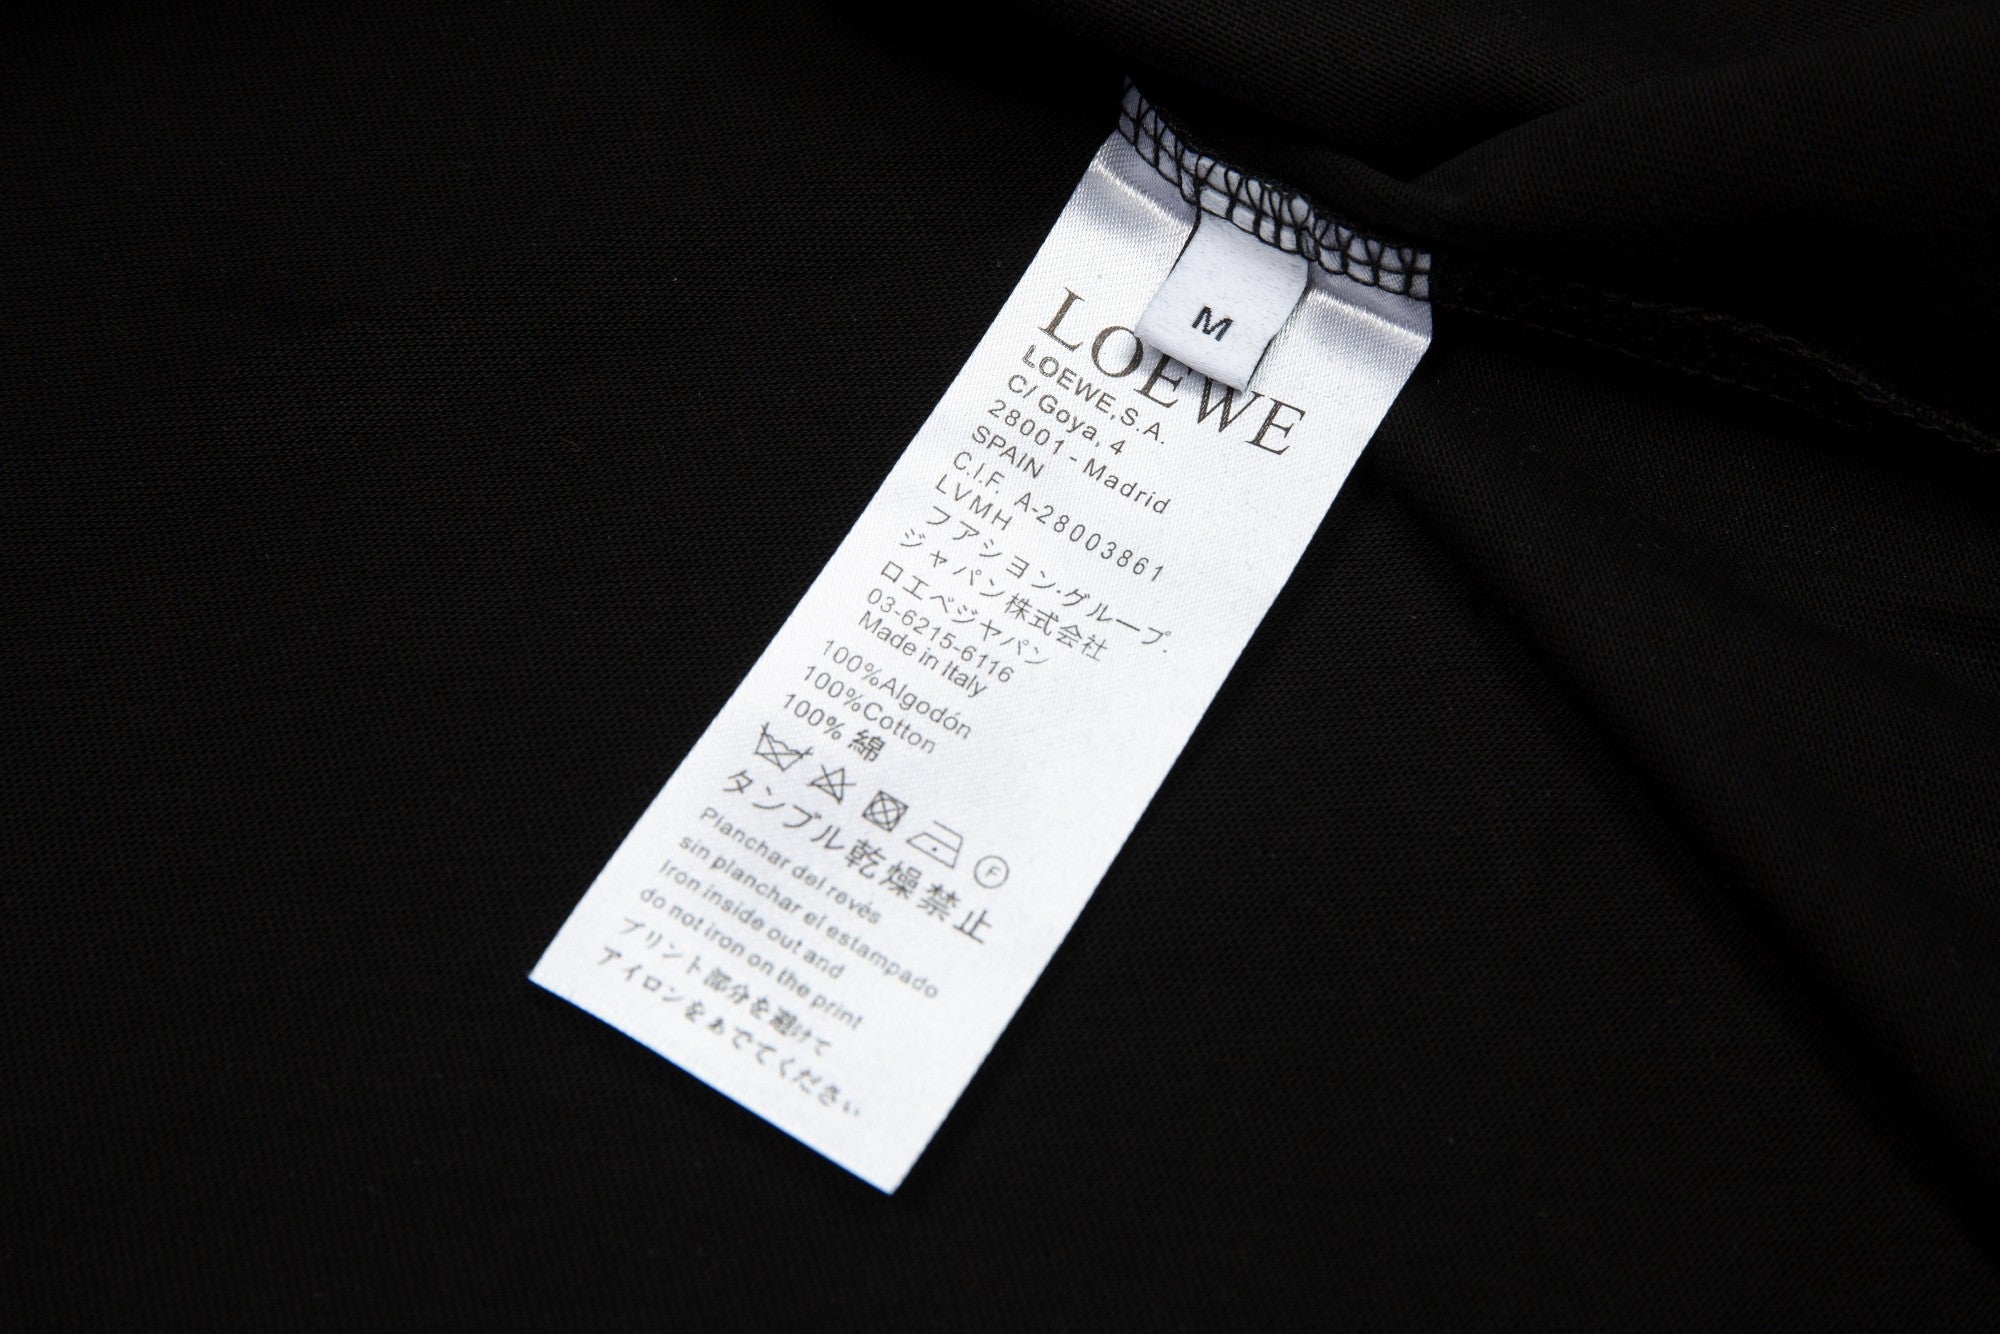 M
LOEWE
LOEWE,S.A.
C/ Goya, 4
28001 - Madrid
SPAIN
C.I.F. A-28003861
LVMH
フアシヨン·グループ.
ジャパン株式会社
ロエベジャパン
03-6215-6116
Made in Italy
100%Algodón
100%Cotton
100% 綿
F
タンブル乾燥禁止
Planchar del revés
sin planchar el estampado
Iron inside out and
do not iron on the print
プリント部分を避けて
アイロンをあでてください